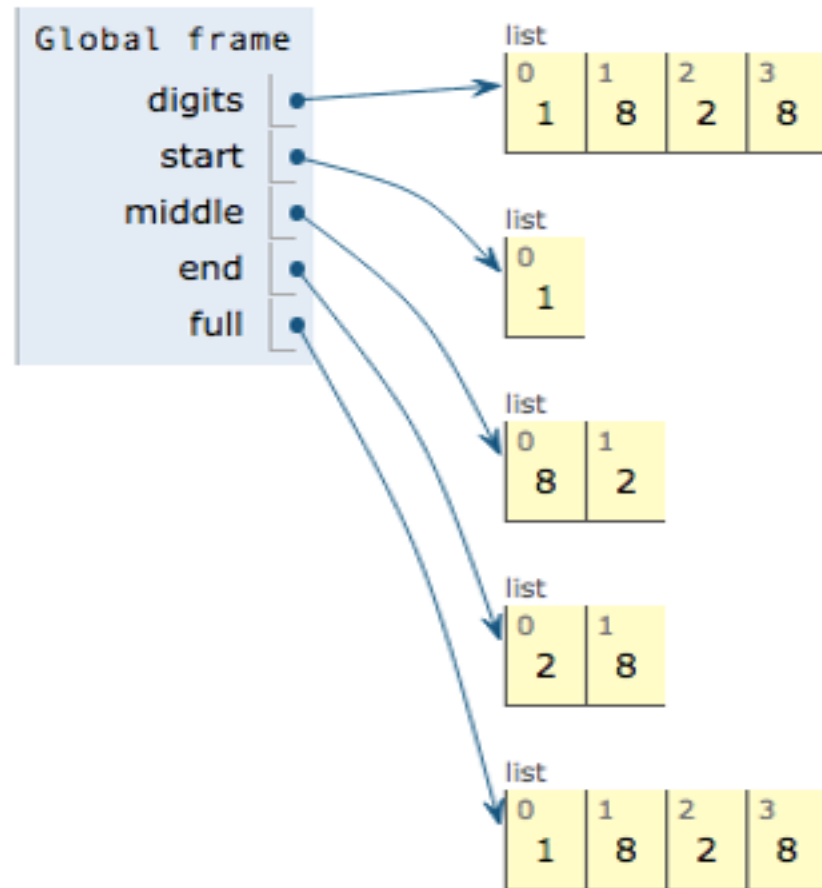 Global frame
digits
start
middle
end
full
list
0 1 2 3
1 8 2 8
list
0
1
list
0 1
8 2
list
0 1
2 8
list
0 1 2 3
1 8 2 8